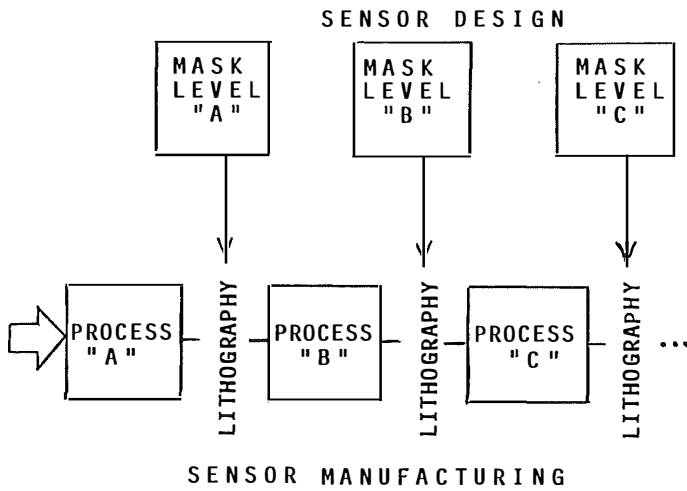 SENSOR DESIGN
MASK
LEVEL
"A"
MASK
LEVEL
"B"
MASK
LEVEL
"C"
PROCESS
"A"
LITHOGRAPHY
PROCESS
"B"
LITHOGRAPHY
PROCESS
"C"
LITHOGRAPHY
...
SENSOR MANUFACTURING